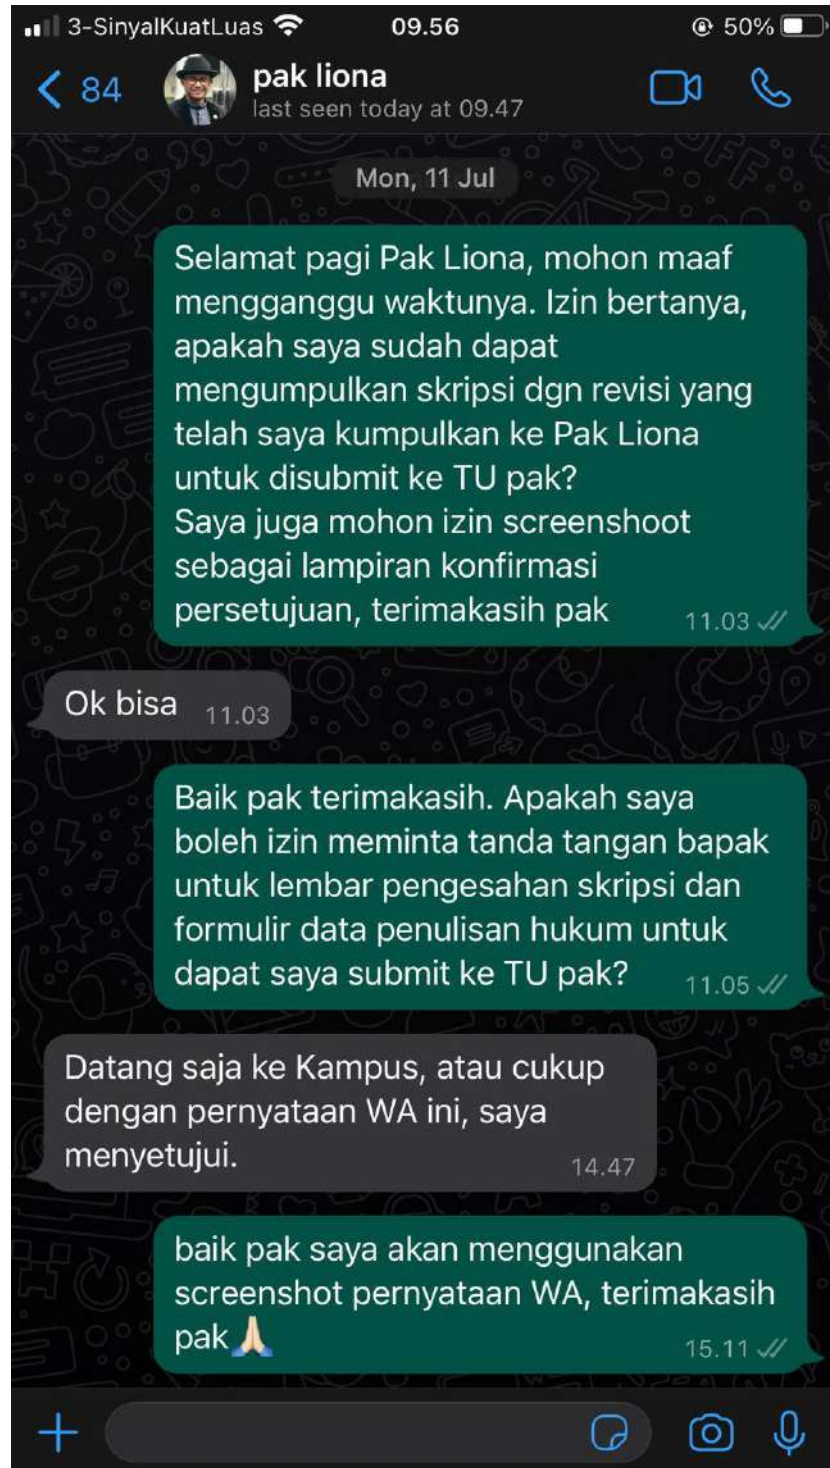 3-SinyalKuatLuas 09.56 50%
84 pak liona
last seen today at 09.47
Mon, 11 Jul
Selamat pagi Pak Liona, mohon maaf
mengganggu waktunya. Izin bertanya,
apakah saya sudah dapat
mengumpulkan skripsi dgn revisi yang
telah saya kumpulkan ke Pak Liona
untuk disubmit ke TU pak?
Saya juga mohon izin screenshoot
sebagai lampiran konfirmasi
persetujuan, terimakasih pak 11.03
Ok bisa 11.03
Baik pak terimakasih. Apakah saya
boleh izin meminta tanda tangan bapak
untuk lembar pengesahan skripsi dan
formulir data penulisan hukum untuk
dapat saya submit ke TU pak? 11.05
Datang saja ke Kampus, atau cukup
dengan pernyataan WA ini, saya
menyetujui. 14.47
baik pak saya akan menggunakan
screenshot pernyataan WA, terimakasih
pak🙏🏻 15.11